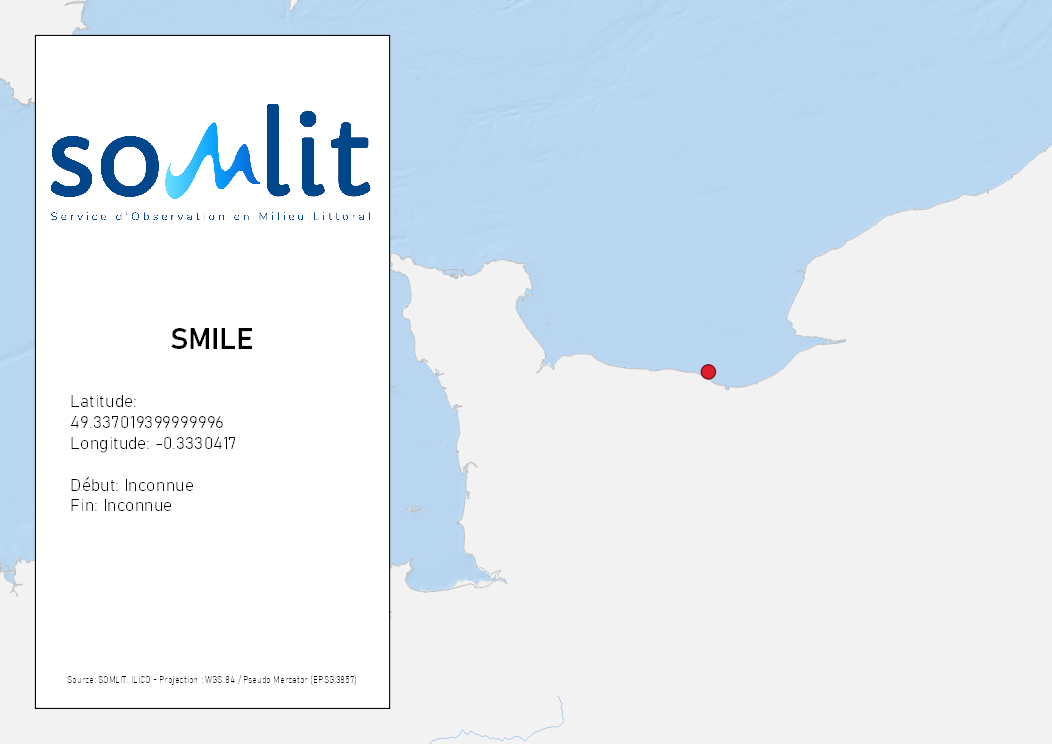 somlit
Service d'Observation en Milieu Littoral
SMILE
Latitude:
49.337019399999996
Longitude: -0.3330417
Début: Inconnue
Fin: Inconnue
Source: SOMLIT, ILICO - Projection : WGS 84 / Pseudo Mercator (EPSG:3857)